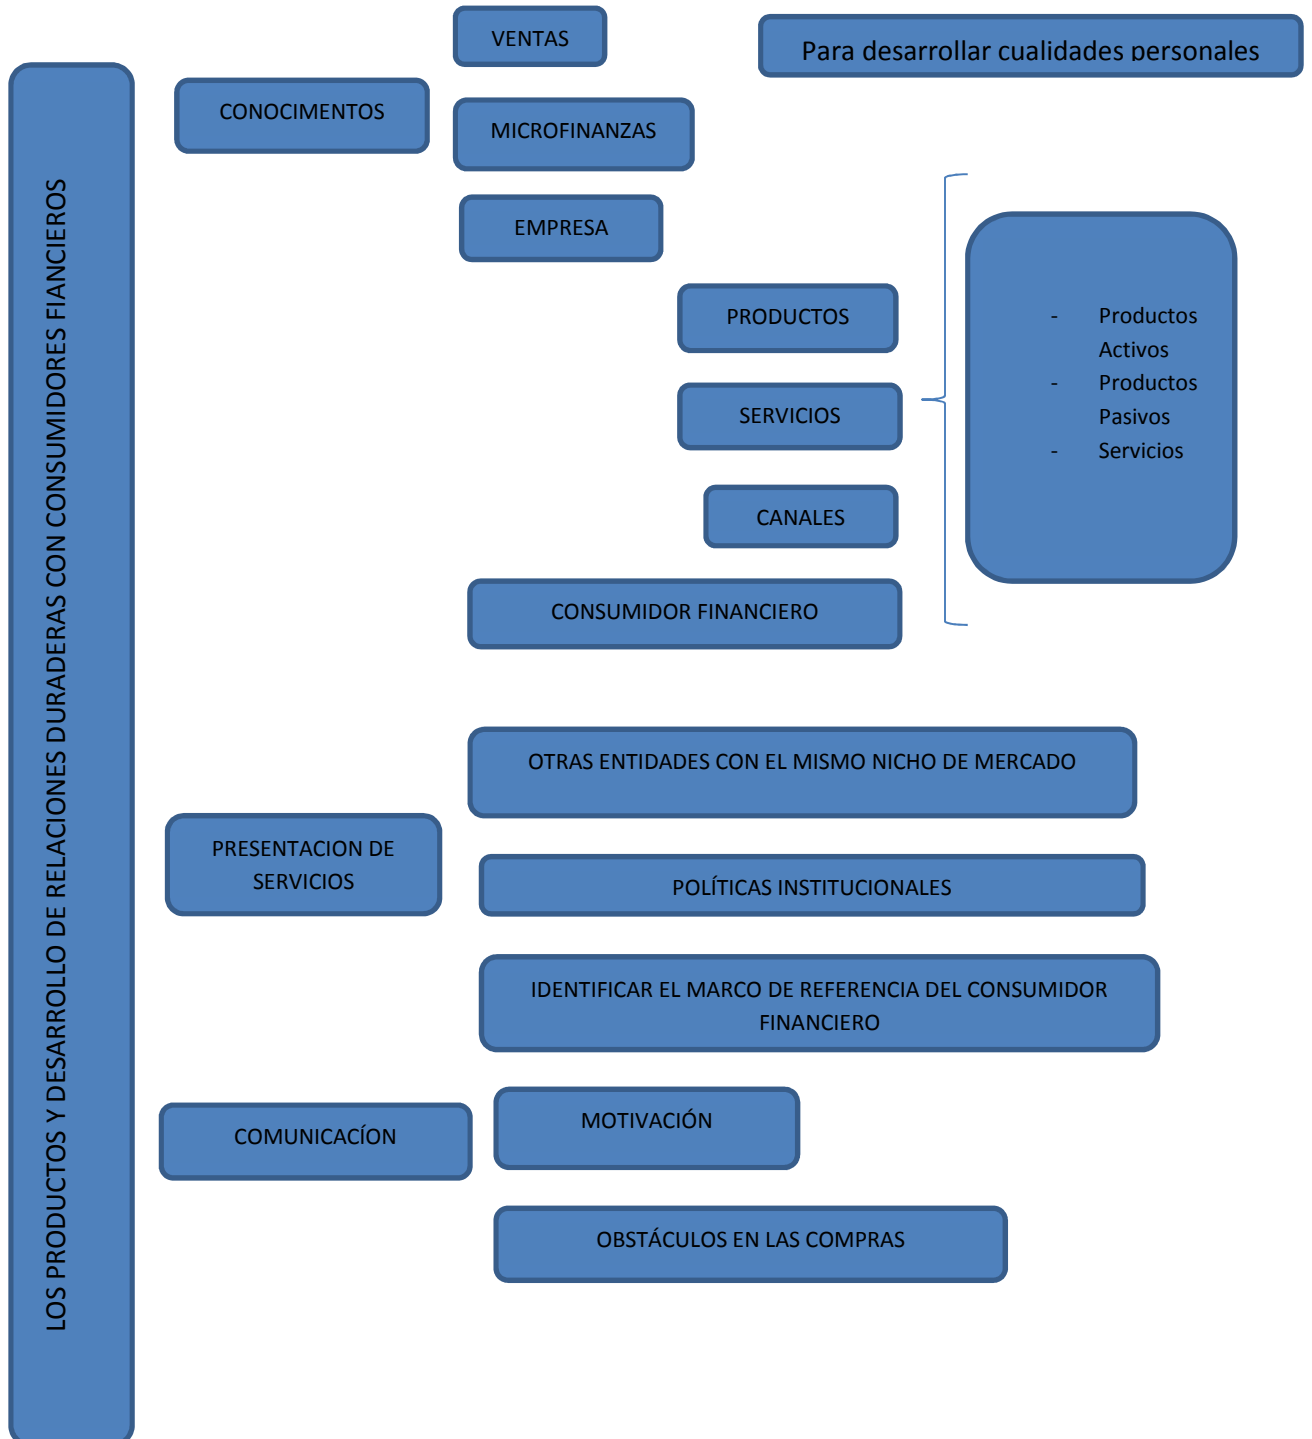 LOS PRODUCTOS Y DESARROLLO DE RELACIONES DURADERAS CON CONSUMIDORES FIANCIEROS
VENTAS
Para desarrollar cualidades personales
CONOCIMENTOS
MICROFINANZAS
EMPRESA
PRODUCTOS
SERVICIOS
CANALES
- Productos
Activos
- Productos
Pasivos
- Servicios
CONSUMIDOR FINANCIERO
OTRAS ENTIDADES CON EL MISMO NICHO DE MERCADO
PRESENTACION DE
SERVICIOS
POLÍTICAS INSTITUCIONALES
IDENTIFICAR EL MARCO DE REFERENCIA DEL CONSUMIDOR
FINANCIERO
COMUNICACÍON
MOTIVACIÓN
OBSTÁCULOS EN LAS COMPRAS